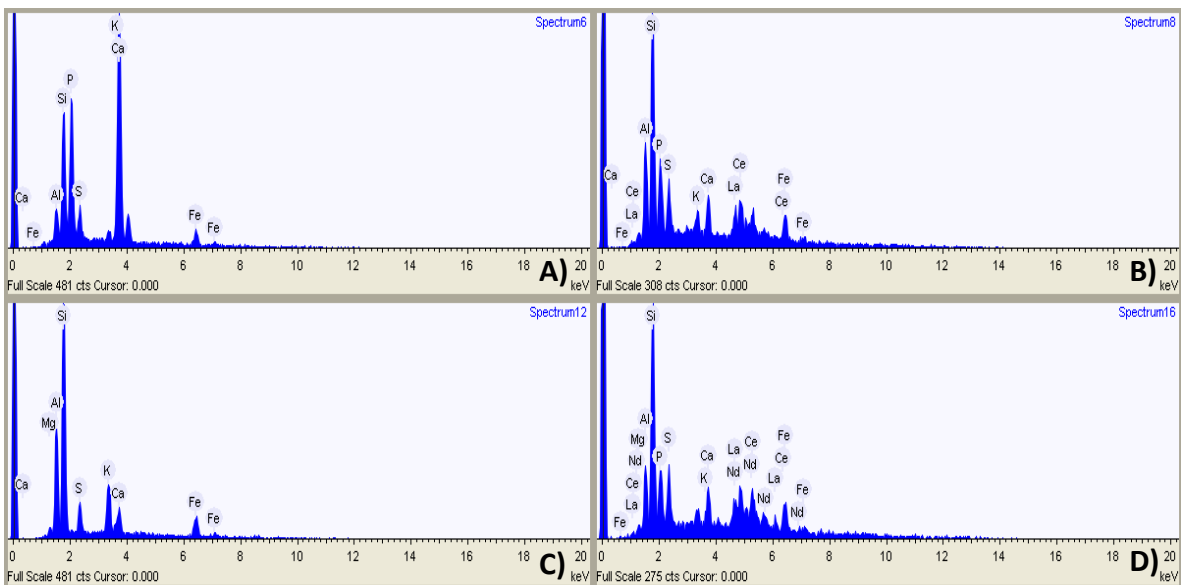 Spectrum6
K
Ca
P
Si
Al
S
Ca
Fe
Fe
Fe
0 2 4 6 8 10 12 14 16 18 20
Full Scale 481 cts Cursor: 0.000
keV
A)
Spectrum8
Si
Al
P
S
Ca
Ce
La
Fe
K
Ca
La
Ce
Fe
Ce
Fe
0 2 4 6 8 10 12 14 16 18 20
Full Scale 308 cts Cursor: 0.000
keV
B)
Spectrum12
Si
Al
Mg
Ca
S
K
Ca
Fe
Fe
0 2 4 6 8 10 12 14 16 18 20
Full Scale 481 cts Cursor: 0.000
keV
C)
Spectrum16
Si
Al
Mg
Nd
Ce
La
Fe
P
S
Ca
K
La
Nd
Ce
Nd
Nd
La
Fe
Ce
Fe
Nd
0 2 4 6 8 10 12 14 16 18 20
Full Scale 275 cts Cursor: 0.000
keV
D)